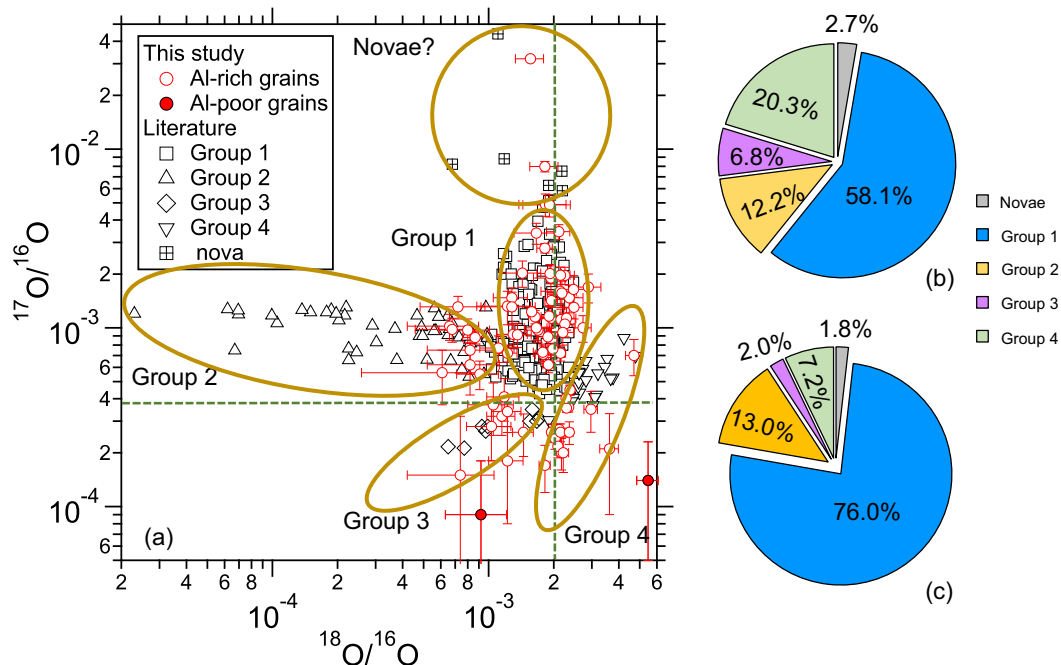 Novae?
This study
Al-rich grains
Al-poor grains
Literature
Group 1
Group 2
Group 3
Group 4
nova
Group 1
Group 2
Group 3
Group 4
(a)
4
2
10⁻²
8
6
4
2
10⁻³
8
6
4
2
10⁻⁴
8
6
2
4
6
8
10⁻⁴
2
4
6
8
10⁻³
2
4
6
¹⁷O/¹⁶O
¹⁸O/¹⁶O
2.7%
20.3%
6.8%
12.2%
58.1%
(b)
Novae
Group 1
Group 2
Group 3
Group 4
1.8%
2.0%
7.2%
13.0%
76.0%
(c)